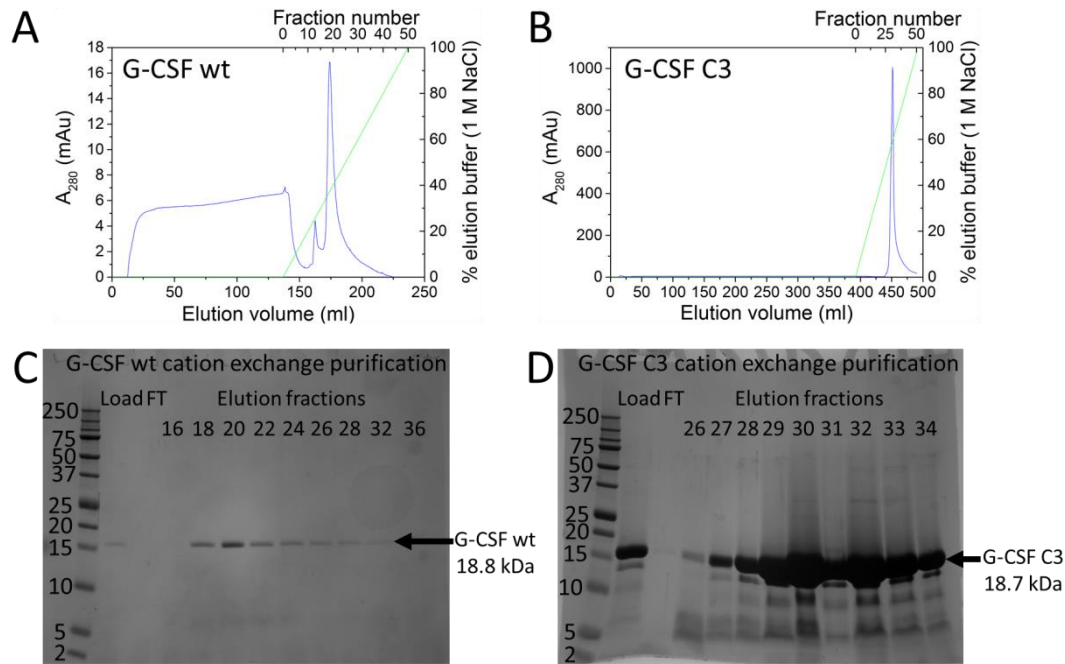 A
Fraction number
0 10 20 30 40 50
G-CSF wt
18
16
14
12
10
8
6
4
2
0
A280 (mAu)
100
80
60
40
20
0
% elution buffer (1 M NaCl)
0 50 100 150 200 250
Elution volume (ml)
B
Fraction number
0 25 50
G-CSF C3
1000
800
600
400
200
0
A280 (mAu)
100
80
60
40
20
0
% elution buffer (1 M NaCl)
0 50 100 150 200 250 300 350 400 450 500
Elution volume (ml)
C
G-CSF wt cation exchange purification
Load FT Elution fractions
16 18 20 22 24 26 28 32 36
250
75
50
37
25
20
15
10
5
2
G-CSF wt
18.8 kDa
D
G-CSF C3 cation exchange purification
Load FT Elution fractions
26 27 28 29 30 31 32 33 34
250
75
50
37
25
20
15
10
5
2
G-CSF C3
18.7 kDa